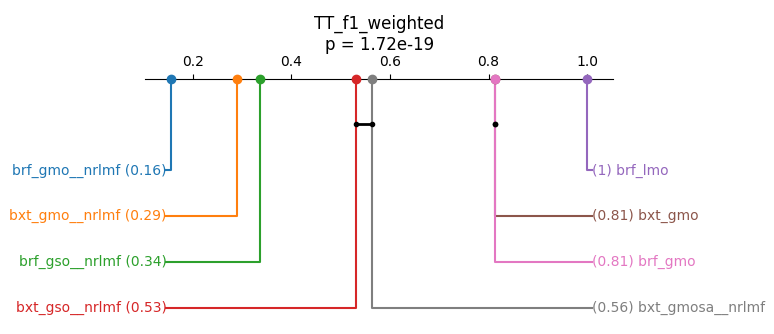 TT_f1_weighted
p = 1.72e-19
0.2 0.4 0.6 0.8 1.0
brf_gmo__nrlmf (0.16) (1) brf_lmo
bxt_gmo__nrlmf (0.29) (0.81) bxt_gmo
brf_gso__nrlmf (0.34) (0.81) brf_gmo
bxt_gso__nrlmf (0.53) (0.56) bxt_gmosa__nrlmf